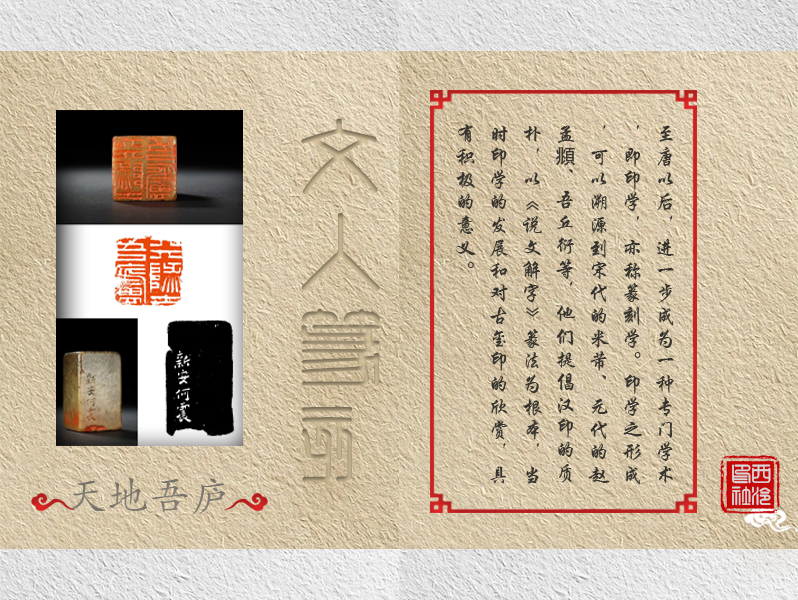 文人篆印
新安何震
新安何震
天地吾庐
至唐以后，进一步成为一种专门学术
，即印学，亦称篆刻学。印学之形成
，可以溯源到宋代的米芾、元代的赵
孟頫、吾丘衍等，他们提倡汉印的质
朴，以《说文解字》篆法为根本，当
时印学的发展和对古玺印的欣赏，具
有积极的意义。
西泠印社